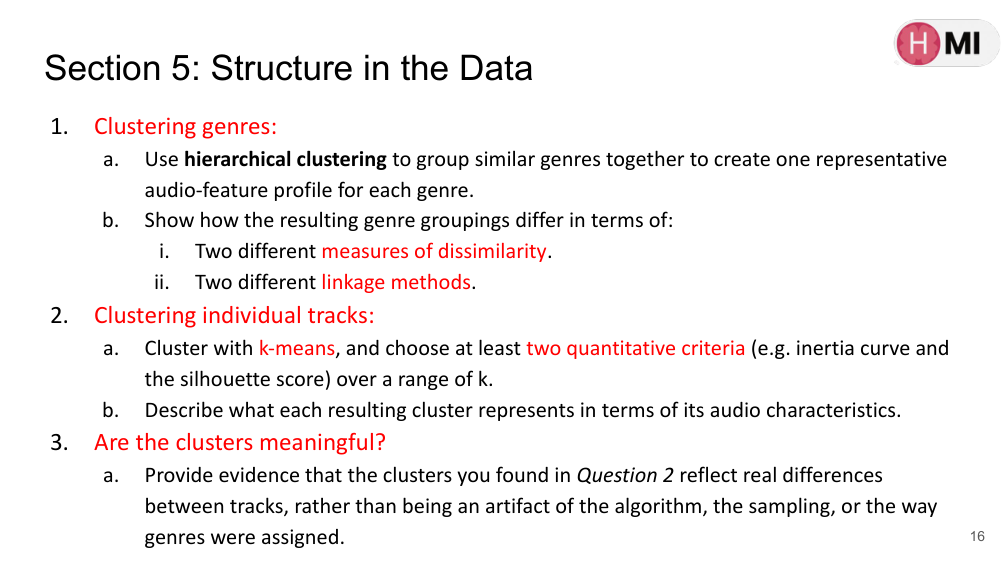 H MI
Section 5: Structure in the Data
1. Clustering genres:
a. Use hierarchical clustering to group similar genres together to create one representative
audio-feature profile for each genre.
b. Show how the resulting genre groupings differ in terms of:
i. Two different measures of dissimilarity.
ii. Two different linkage methods.
2. Clustering individual tracks:
a. Cluster with k-means, and choose at least two quantitative criteria (e.g. inertia curve and
the silhouette score) over a range of k.
b. Describe what each resulting cluster represents in terms of its audio characteristics.
3. Are the clusters meaningful?
a. Provide evidence that the clusters you found in Question 2 reflect real differences
between tracks, rather than being an artifact of the algorithm, the sampling, or the way
genres were assigned.
16